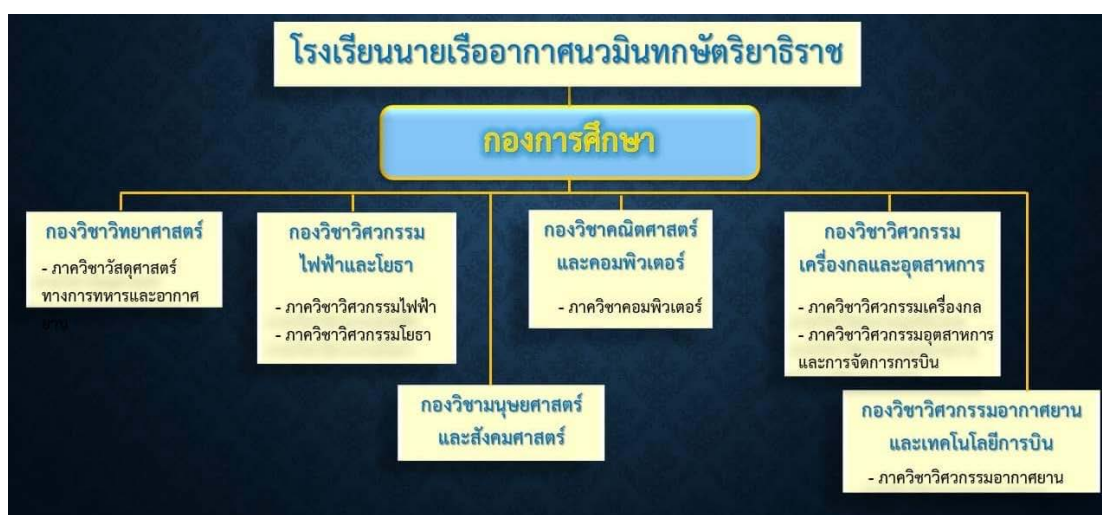 โรงเรียนนายเรืออากาศนวมินทกษัตริยาธิราช
กองการศึกษา
กองวิชาวิทยาศาสตร์
- ภาควิชาวัสดุศาสตร์
ทางการทหารและอากาศ
ยาน
กองวิชาวิศวกรรม
ไฟฟ้าและโยธา
- ภาควิชาวิศวกรรมไฟฟ้า
- ภาควิชาวิศวกรรมโยธา
กองวิชาคณิตศาสตร์
และคอมพิวเตอร์
- ภาควิชาคอมพิวเตอร์
กองวิชาวิศวกรรม
เครื่องกลและอุตสาหการ
- ภาควิชาวิศวกรรมเครื่องกล
- ภาควิชาวิศวกรรมอุตสาหการ
และการจัดการการบิน
กองวิชามนุษยศาสตร์
และสังคมศาสตร์
กองวิชาวิศวกรรมอากาศยาน
และเทคโนโลยีการบิน
- ภาควิชาวิศวกรรมอากาศยาน